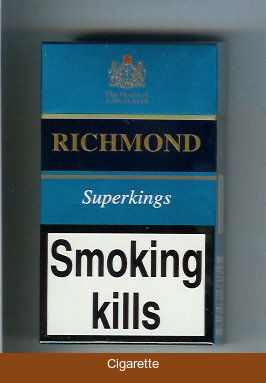 The House of
JOHN PLAYER
RICHMOND
Superkings
Smoking
kills
Cigarette